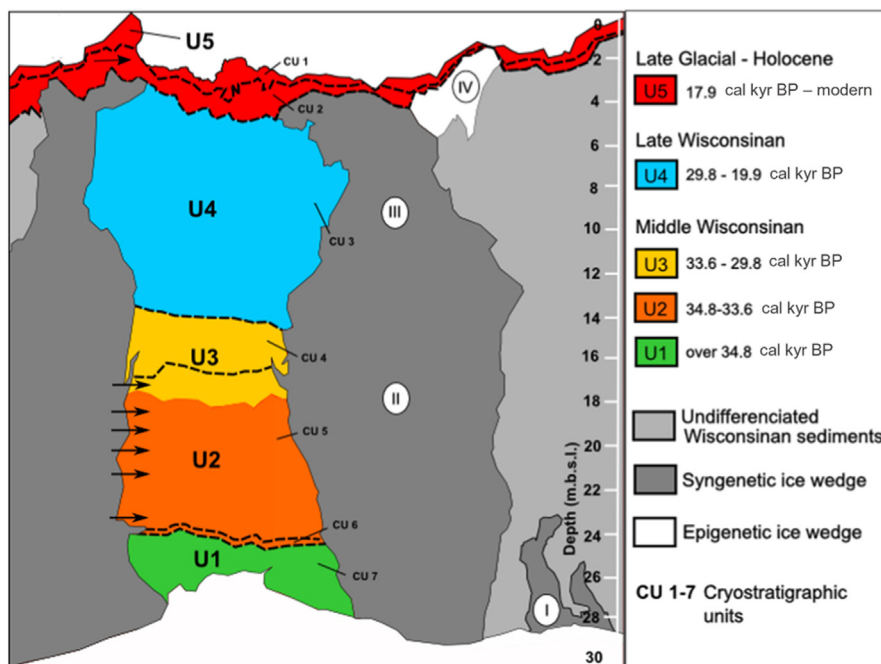 U5
CU 1
N
CU 2
IV
U4
III
CU 3
U3
CU 4
II
CU 5
U2
CU 6
U1
CU 7
I
0
2
4
6
8
10
12
14
16
18
20
22
24
26
28
30
Depth (m.b.s.l.)
Late Glacial - Holocene
U5 17.9 cal kyr BP – modern
Late Wisconsinan
U4 29.8 - 19.9 cal kyr BP
Middle Wisconsinan
U3 33.6 - 29.8 cal kyr BP
U2 34.8-33.6 cal kyr BP
U1 over 34.8 cal kyr BP
Undifferenciated
Wisconsinan sediments
Syngenetic ice wedge
Epigenetic ice wedge
CU 1-7 Cryostratigraphic
units